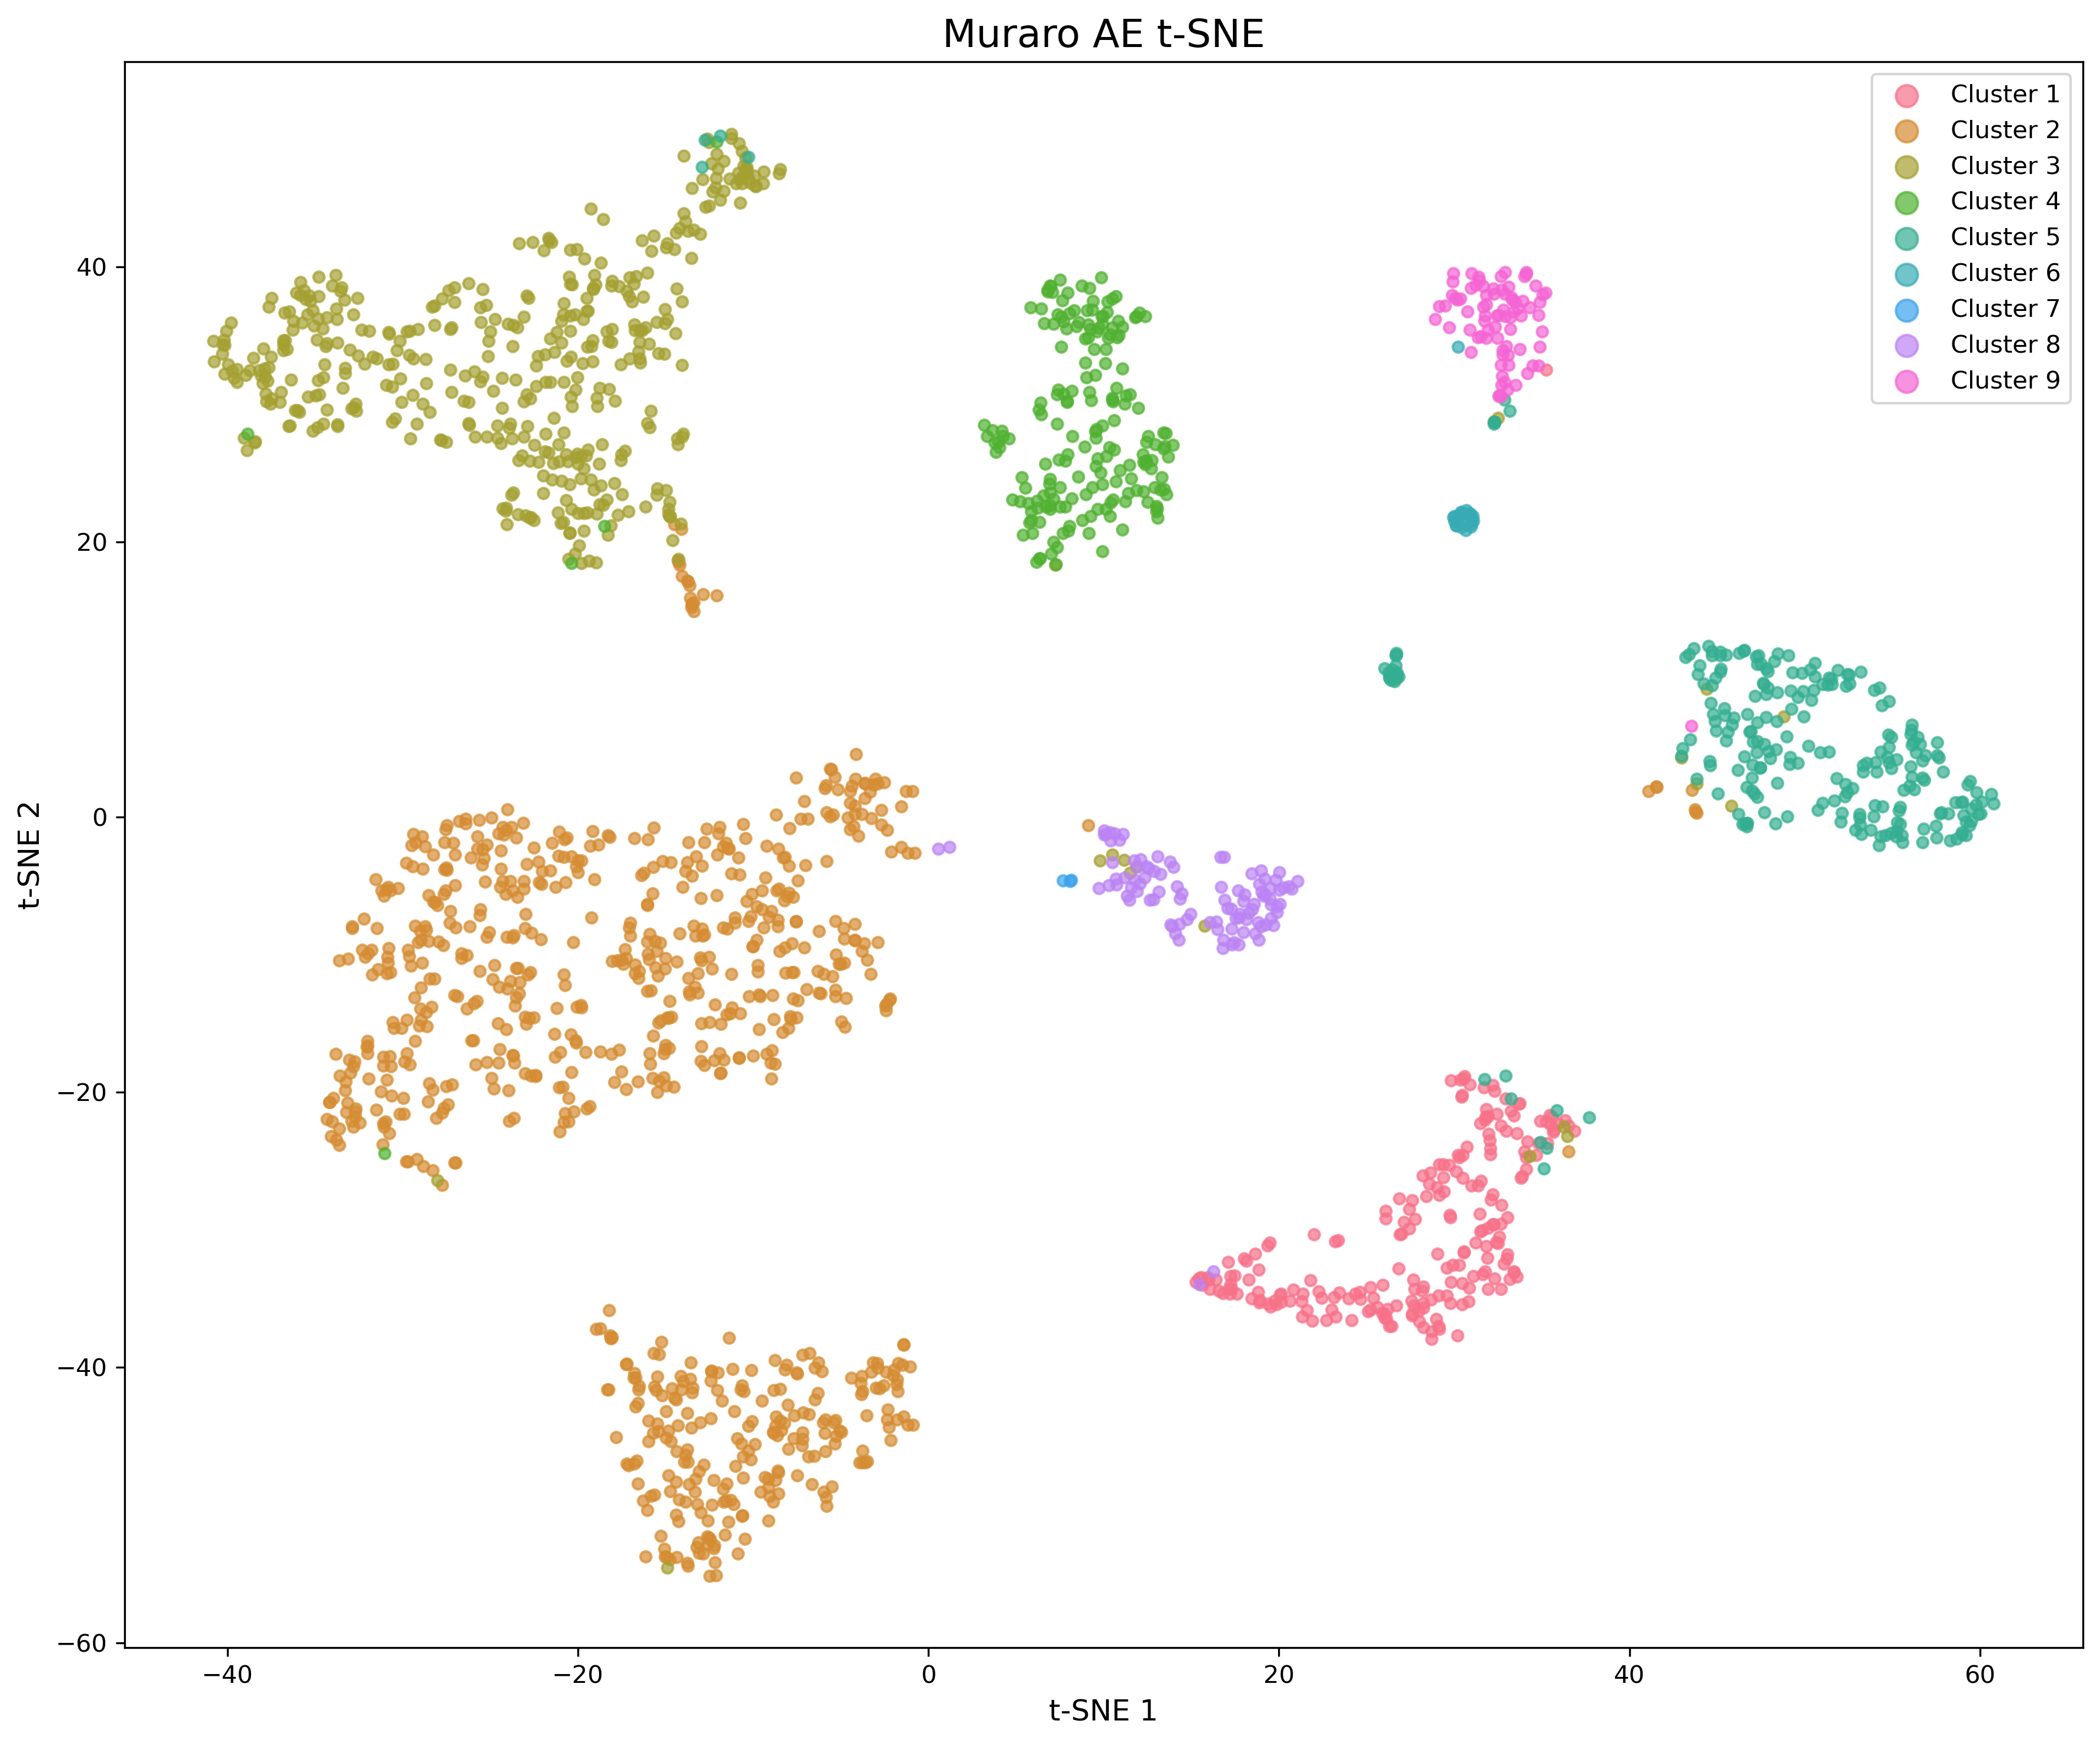 Muraro AE t-SNE
Cluster 1
Cluster 2
Cluster 3
Cluster 4
Cluster 5
Cluster 6
Cluster 7
Cluster 8
Cluster 9
40
20
0
−20
−40
−60
t-SNE 2
−40
−20
0
20
40
60
t-SNE 1